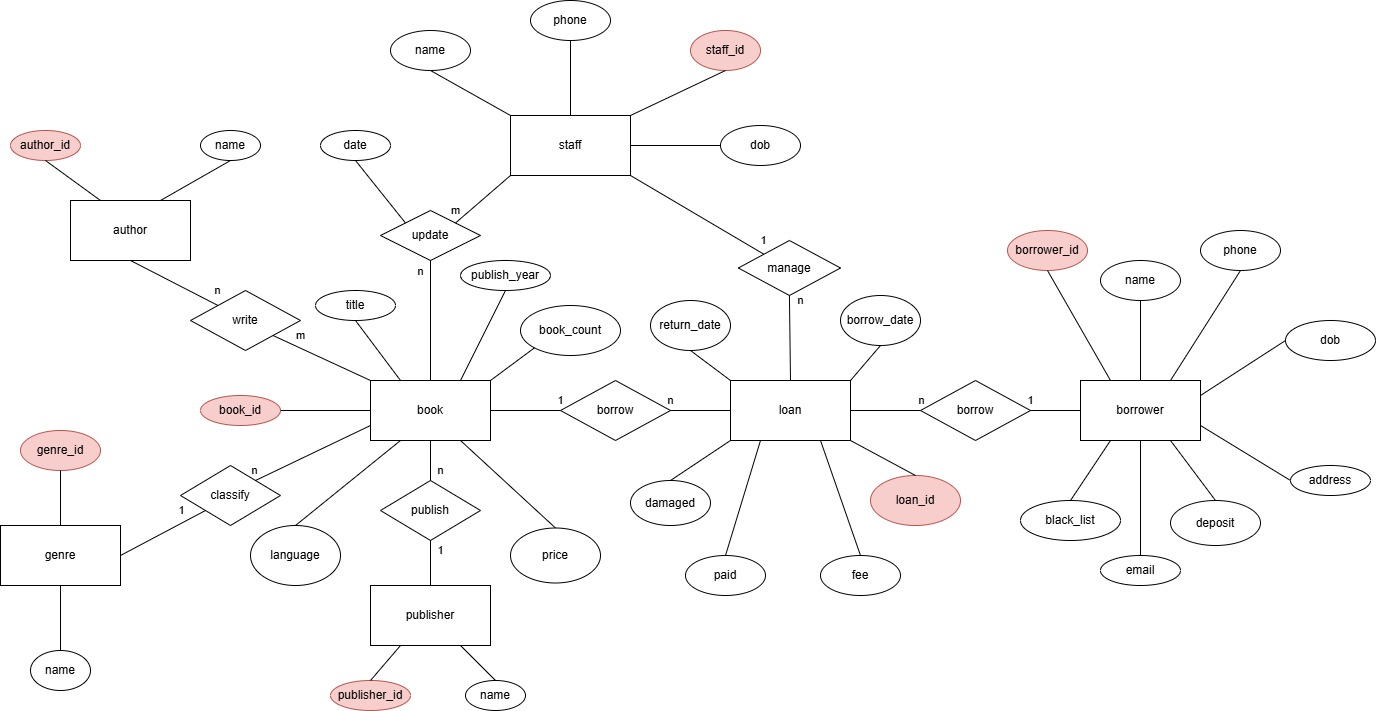 phone
name
staff_id
author_id
name
date
staff
dob
m
author
update
1
borrower_id
phone
name
manage
n
publish_year
n
n
title
book_count
write
m
return_date
borrow_date
dob
book_id
book
1
borrow
n
loan
n
borrow
1
borrower
genre_id
n
n
classify
1
publish
damaged
loan_id
address
black_list
deposit
1
genre
language
price
paid
fee
email
publisher
name
publisher_id
name